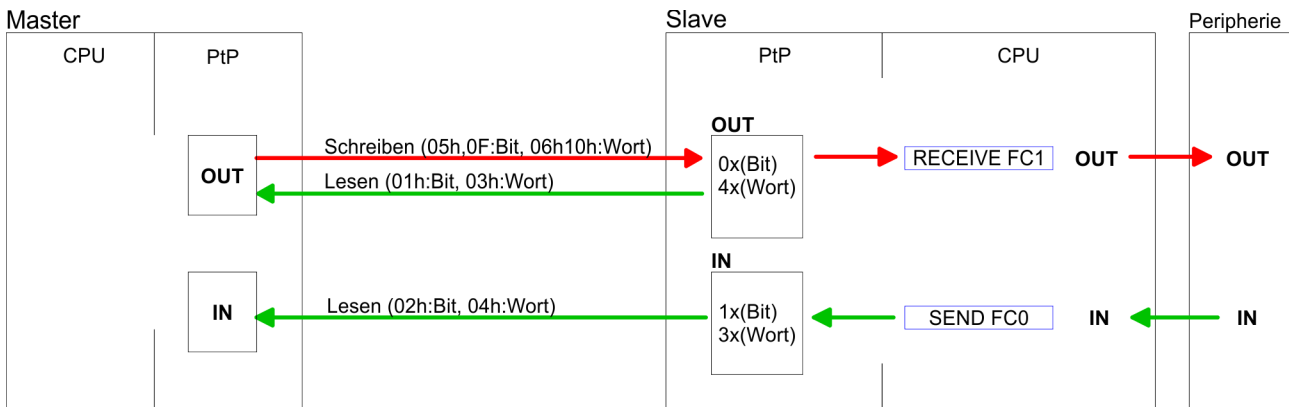 Master
Slave
Peripherie
CPU
PtP
PtP
CPU
OUT
Schreiben (05h,0F:Bit, 06h10h:Wort)
OUT
Lesen (01h:Bit, 03h:Wort)
0x(Bit)
4x(Wort)
RECEIVE FC1
OUT
OUT
IN
IN
Lesen (02h:Bit, 04h:Wort)
1x(Bit)
3x(Wort)
SEND FC0
IN
IN